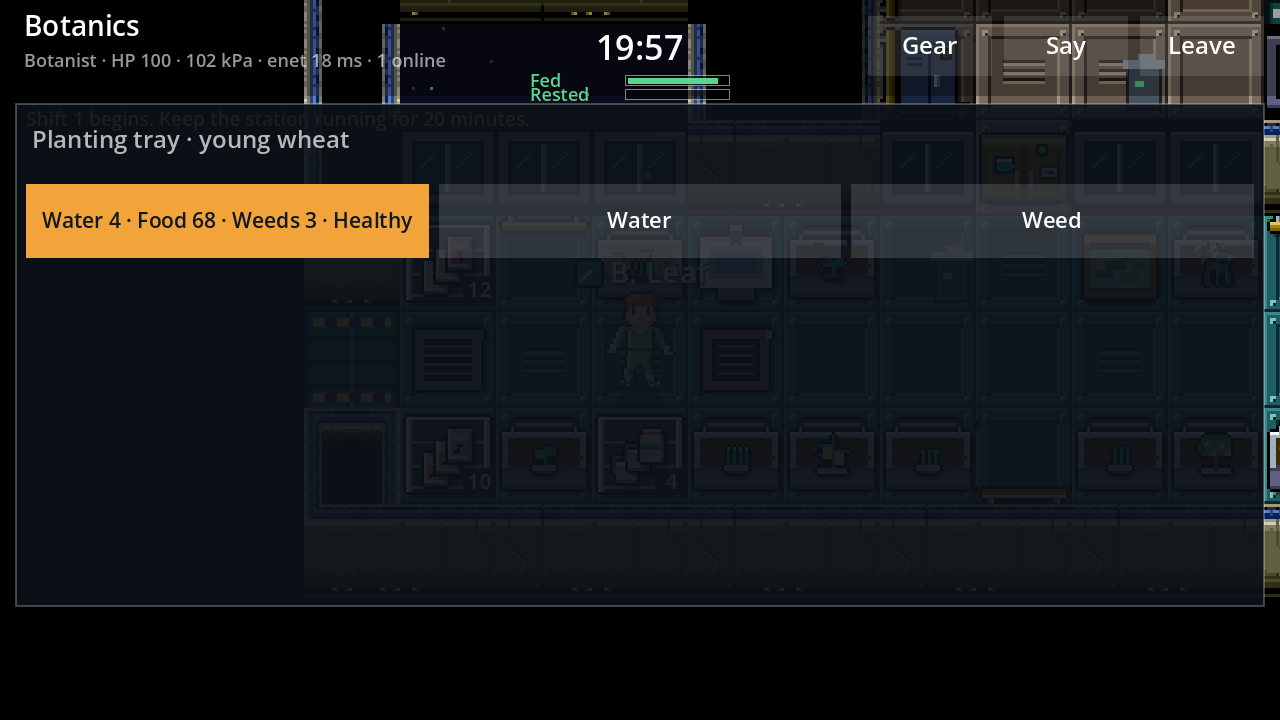 Botanics
Botanist · HP 100 · 102 kPa · enet 18 ms · 1 online
19:57
Fed
Rested
Gear
Say
Leave
Shift 1 begins. Keep the station running for 20 minutes.
Planting tray · young wheat
Water 4 · Food 68 · Weeds 3 · Healthy
Water
Weed
B. Leaf
12
10
4